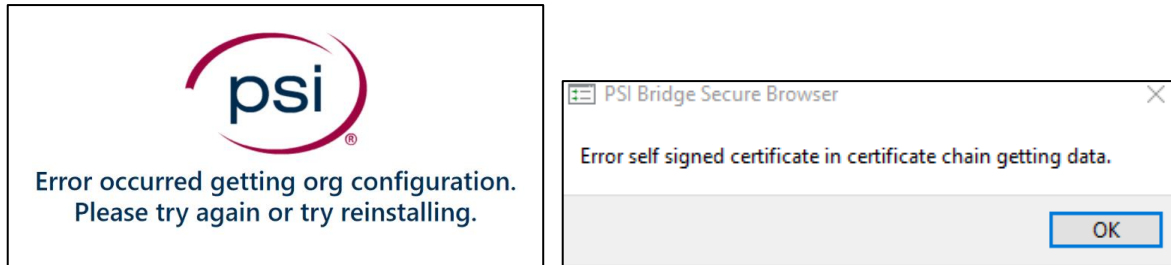 psi
®
Error occurred getting org configuration.
Please try again or try reinstalling.
PSI Bridge Secure Browser
Error self signed certificate in certificate chain getting data.
OK